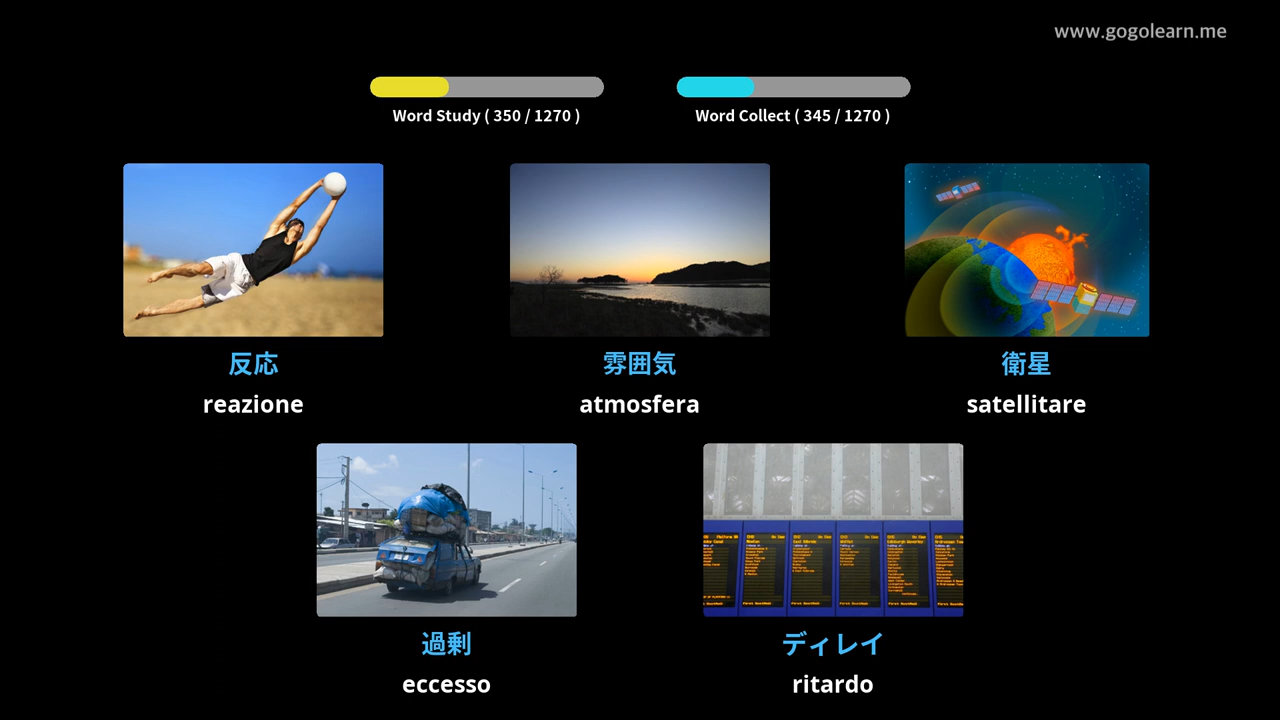 www.gogolearn.me
Word Study ( 350 / 1270 )
Word Collect ( 345 / 1270 )
反応
雰囲気
衛星
reazione
atmosfera
satellitare
過剰
ディレイ
eccesso
ritardo